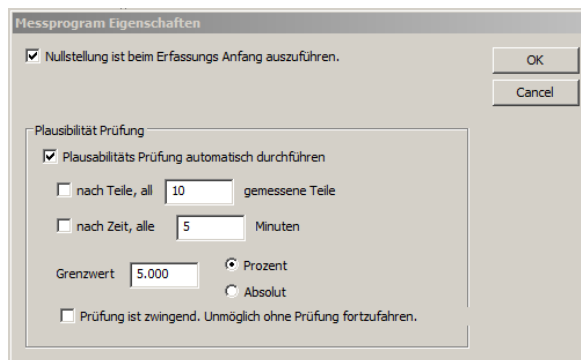 Messprogram Eigenschaften
Nullstellung ist beim Erfassungs Anfang auszuführen.
OK
Cancel
Plausibilität Prüfung
Plausabilitäts Prüfung automatisch durchführen
nach Teile, all 10 gemessene Teile
nach Zeit, alle 5 Minuten
Grenzwert 5.000 Prozent
Absolut
Prüfung ist zwingend. Unmöglich ohne Prüfung fortzufahren.